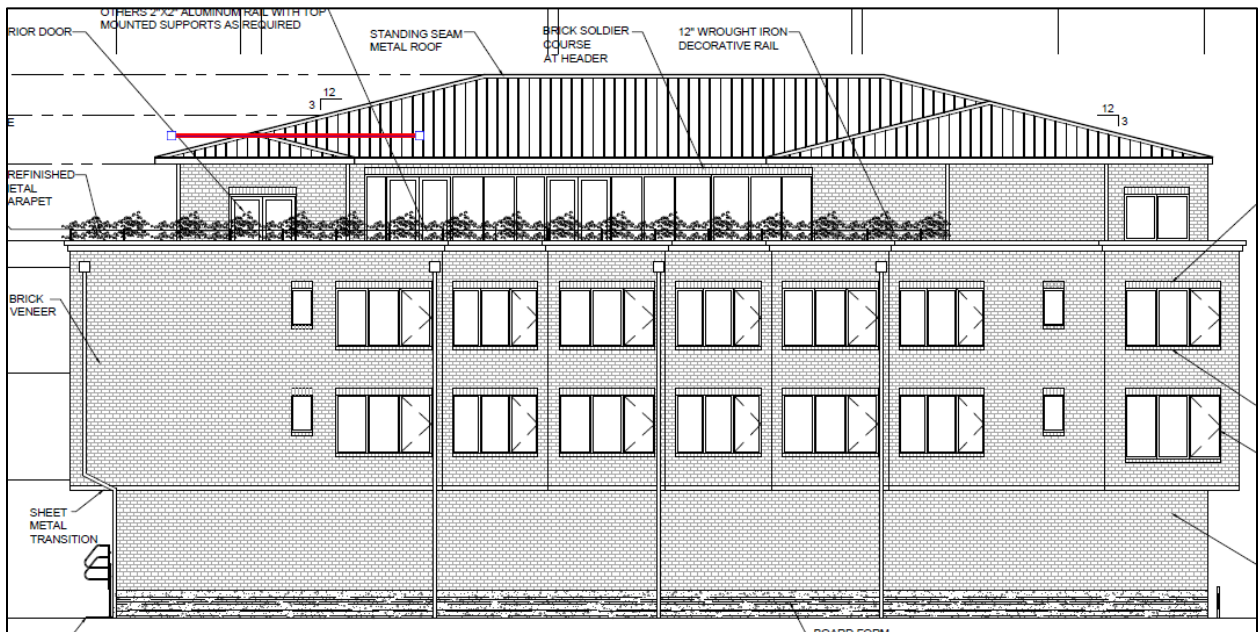 OTHERS 2"X2" ALUMINUM RAIL WITH TOP
MOUNTED SUPPORTS AS REQUIRED
RIOR DOOR
STANDING SEAM
METAL ROOF
BRICK SOLDIER
COURSE
AT HEADER
12" WROUGHT IRON
DECORATIVE RAIL
12
3
12
3
E
REFINISHED
ETAL
ARAPET
BRICK
VENEER
SHEET
METAL
TRANSITION
BOARD FORM